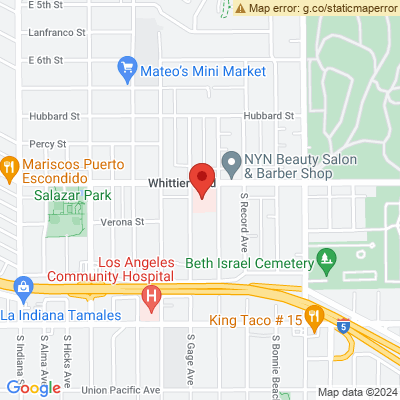 E 5th St
Map error: g.co/staticmaperror
Lanfranco St
E 6th St
Mateo's Mini Market
Hubbard St
Hubbard St
Percy St
Mariscos Puerto
Escondido
NYN Beauty Salon
& Barber Shop
Whittier
Salazar Park
Verona St
S Record Ave
Los Angeles
Community Hospital
Beth Israel Cemetery
H
La Indiana Tamales
King Taco # 15
5
S Indiana St
S Alma Ave
S Hicks Ave
S Gage Ave
S Bonnie Beach
Union Pacific Ave
Google
Map data ©2024